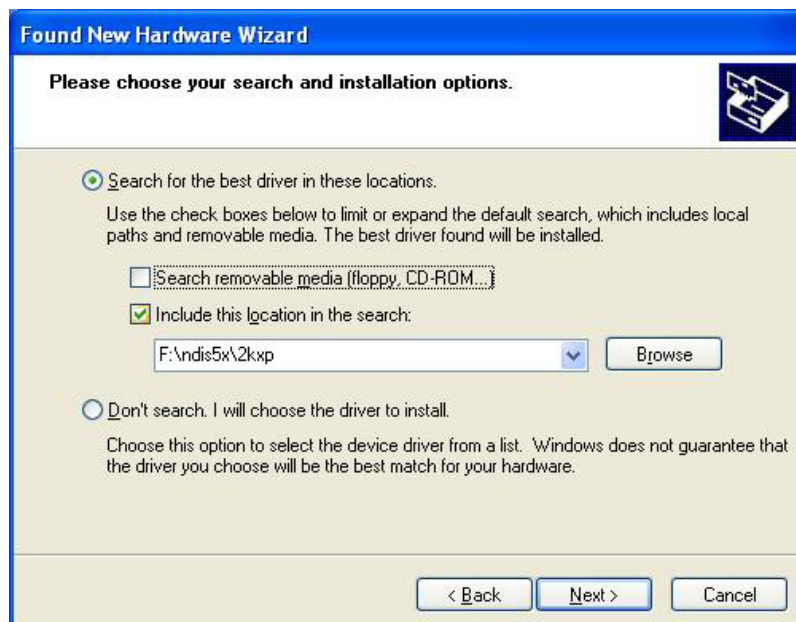 Found New Hardware Wizard
Please choose your search and installation options.
Search for the best driver in these locations.
Use the check boxes below to limit or expand the default search, which includes local
paths and removable media. The best driver found will be installed.
Search removable media (floppy, CD-ROM...)
Include this location in the search:
F:\ndis5x\2kxp
Browse
Don't search. I will choose the driver to install.
Choose this option to select the device driver from a list. Windows does not guarantee that
the driver you choose will be the best match for your hardware.
< Back
Next >
Cancel